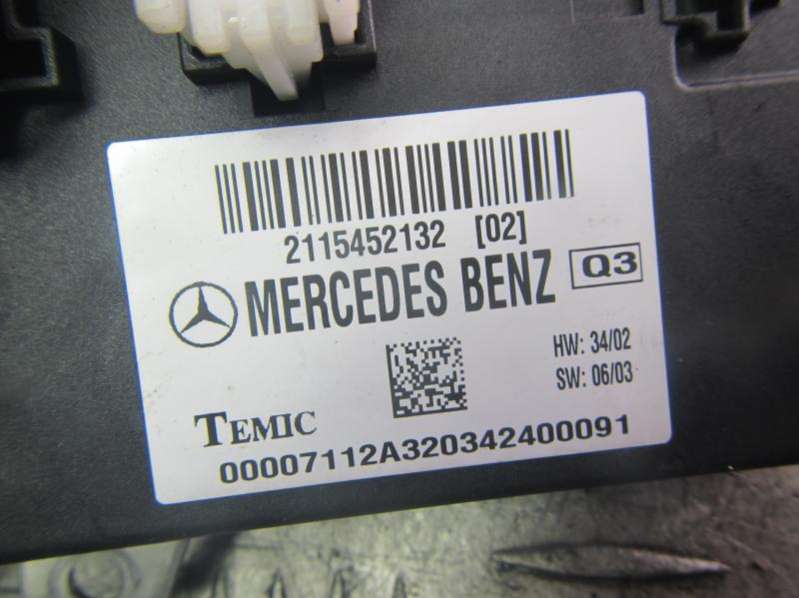 2115452132 [02]
MERCEDES BENZ Q3
HW: 34/02
SW: 06/03
TEMIC
00007112A320342400091